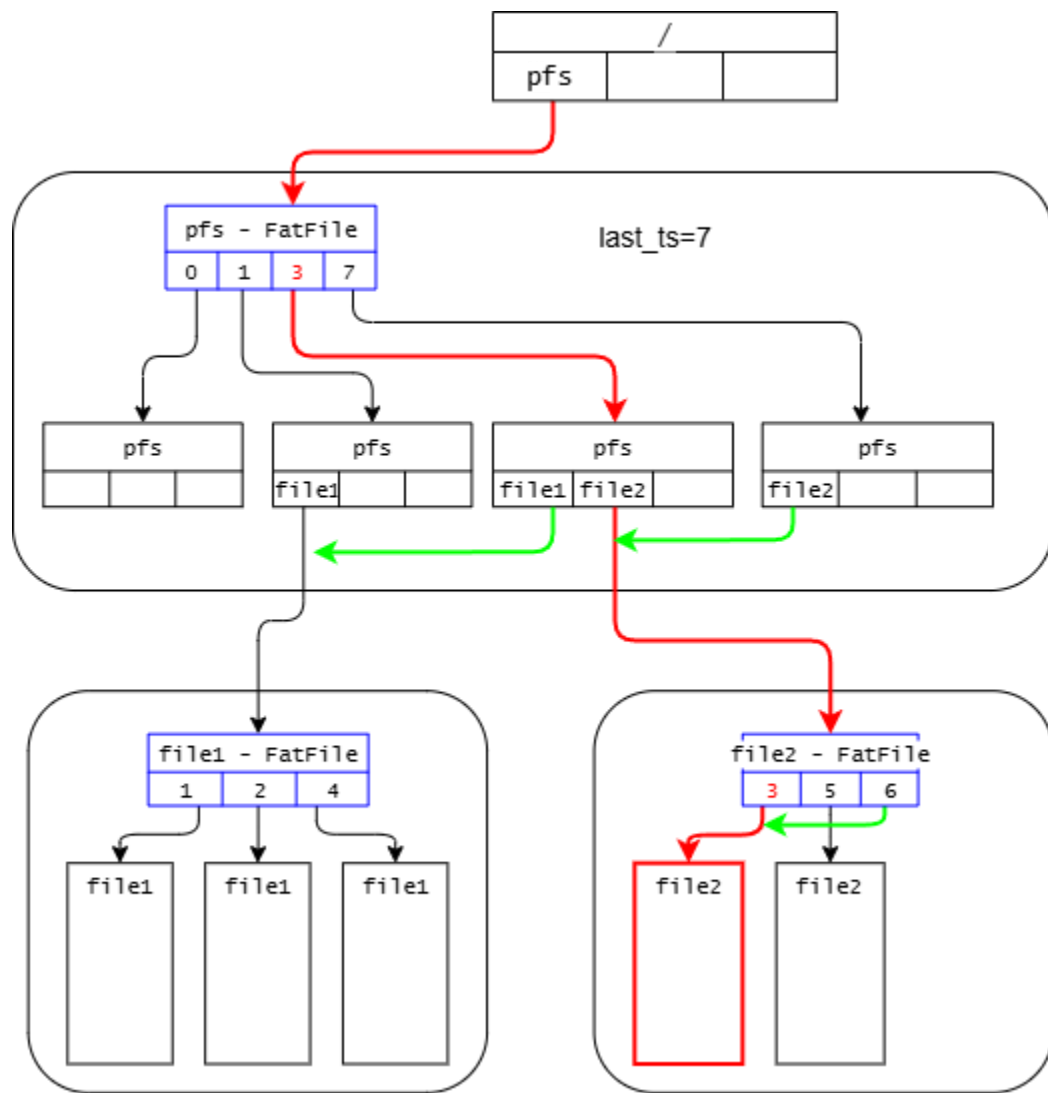 /
pfs
pfs - FatFile
last_ts=7
0 1 3 7
pfs pfs pfs pfs
file1 file1 file2 file2
file1 - FatFile file2 - FatFile
1 2 4 3 5 6
file1 file1 file1 file2 file2